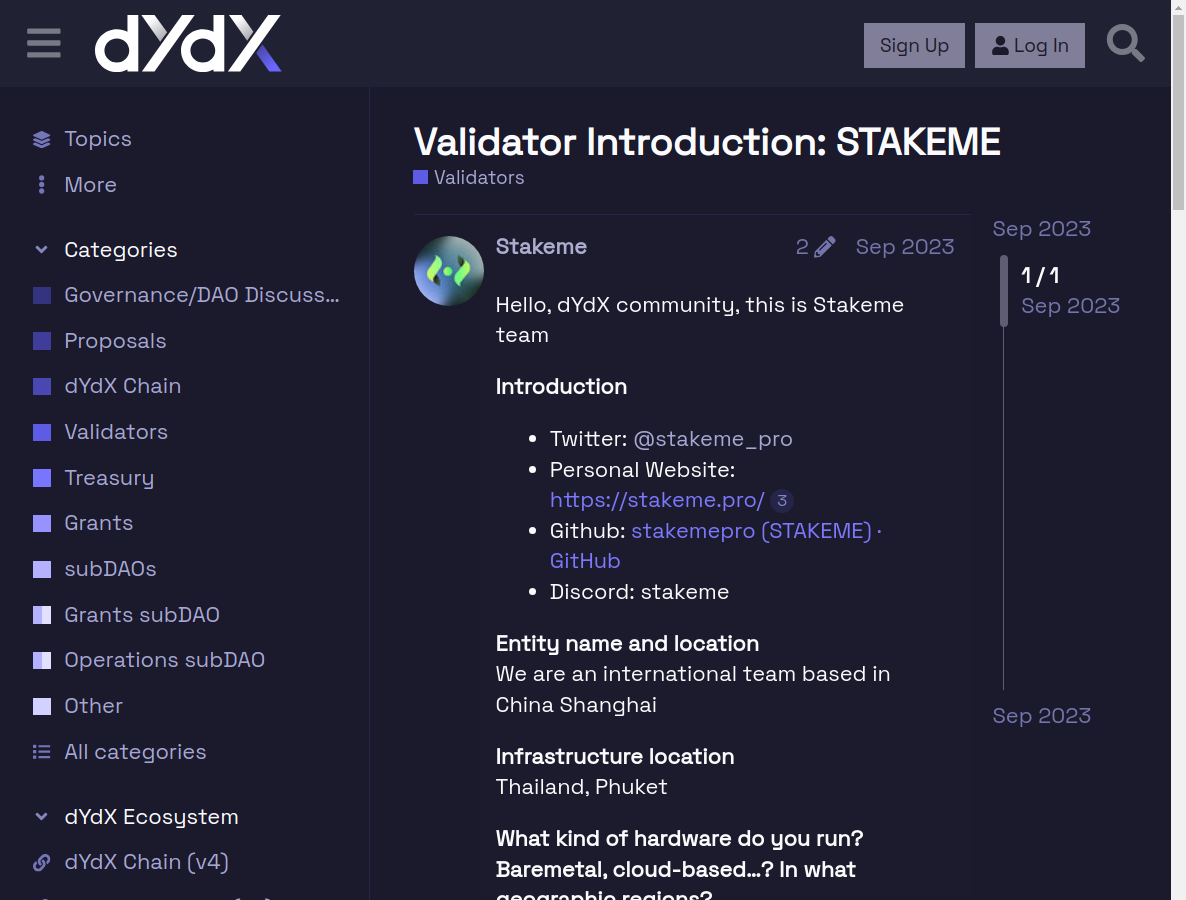 dYdX
Sign Up
Log In
Topics
More
Categories
Governance/DAO Discuss...
Proposals
dYdX Chain
Validators
Treasury
Grants
subDAOs
Grants subDAO
Operations subDAO
Other
All categories
dYdX Ecosystem
dYdX Chain (v4)
Validator Introduction: STAKEME
Validators
Stakeme
2
Sep 2023
Hello, dYdX community, this is Stakeme
team
Introduction
Twitter: @stakeme_pro
Personal Website:
https://stakeme.pro/ 3
Github: stakemepro (STAKEME) ·
GitHub
Discord: stakeme
Entity name and location
We are an international team based in
China Shanghai
Infrastructure location
Thailand, Phuket
What kind of hardware do you run?
Baremetal, cloud-based…? In what
geographic regions?
Sep 2023
1 / 1
Sep 2023
Sep 2023